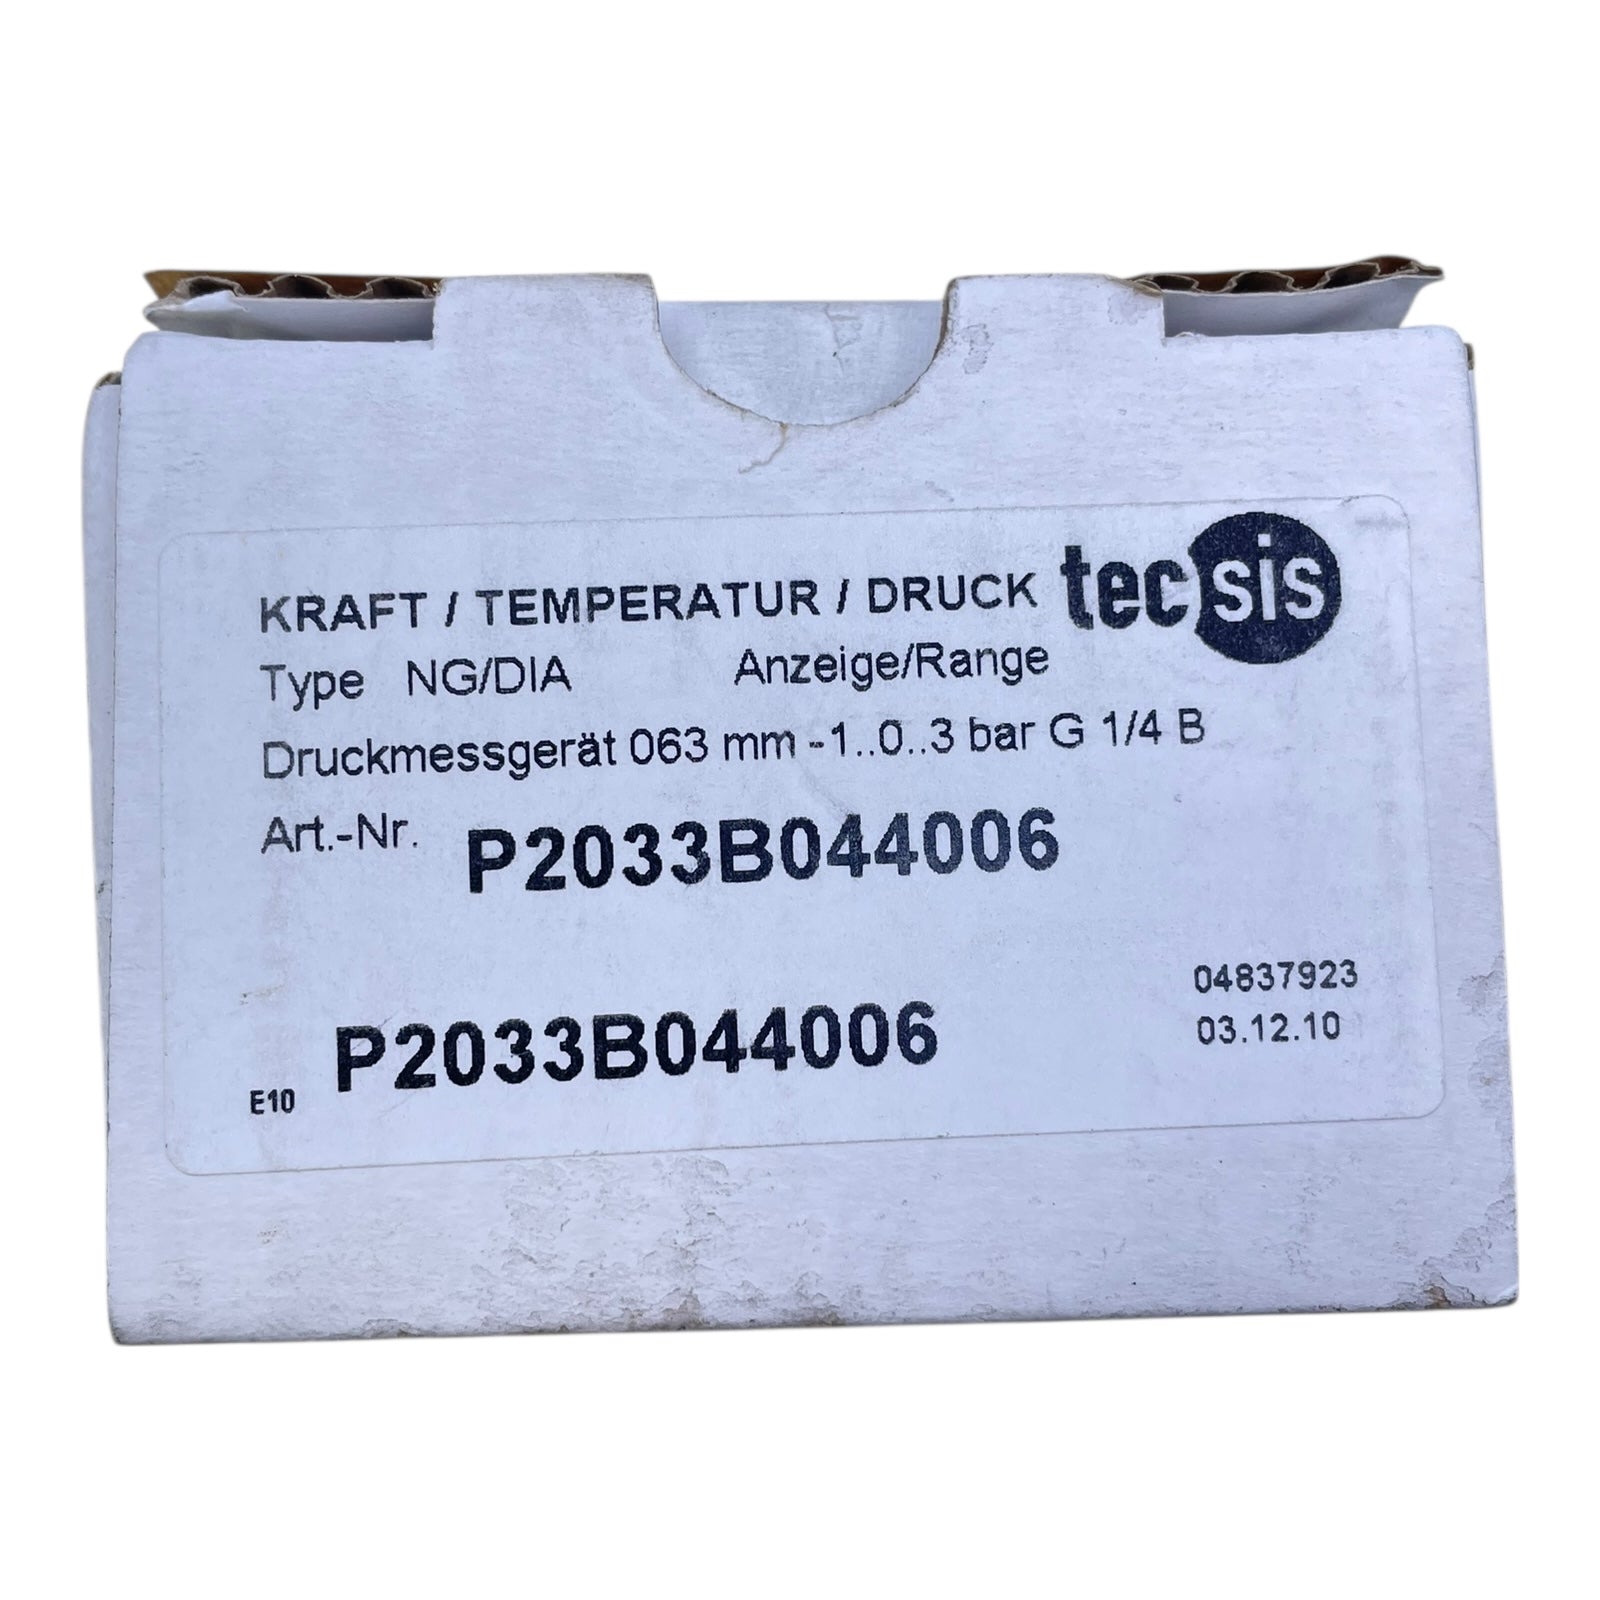 KRAFT / TEMPERATUR / DRUCK tecsis
Type NG/DIA Anzeige/Range
Druckmessgerät 063 mm -1..0..3 bar G 1/4 B
Art.-Nr. P2033B044006
04837923
03.12.10
E10 P2033B044006